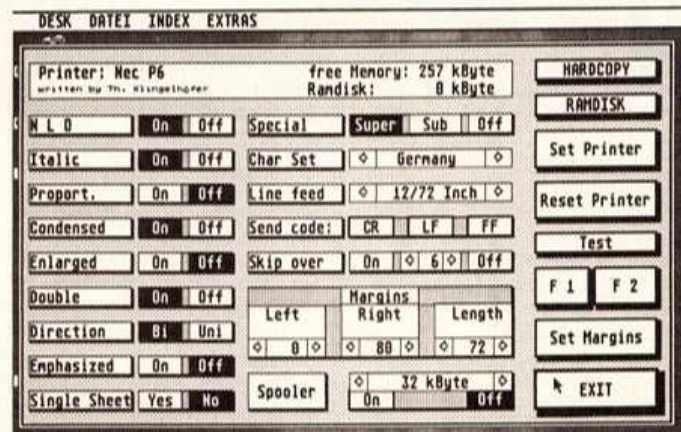 DESK DATEI INDEX EXTRAS
Printer: Nec P6 free Memory: 257 kByte
written by Th. Klingelhöfer Ramdisk: 0 kByte
HARDCOPY
RAMDISK
N L Q On Off Special Super Sub Off
Italic On Off Char Set Germany
Set Printer
Proport. On Off Line feed 12/72 Inch
Reset Printer
Condensed On Off Send code: CR LF FF
Enlarged On Off Skip over On 6 Off
Test
Double On Off Margins
F 1 F 2
Left Right Length
Direction Bi Uni 0 80 72
Set Margins
Emphasized On Off Spooler 32 kByte
Single Sheet Yes No On Off
EXIT